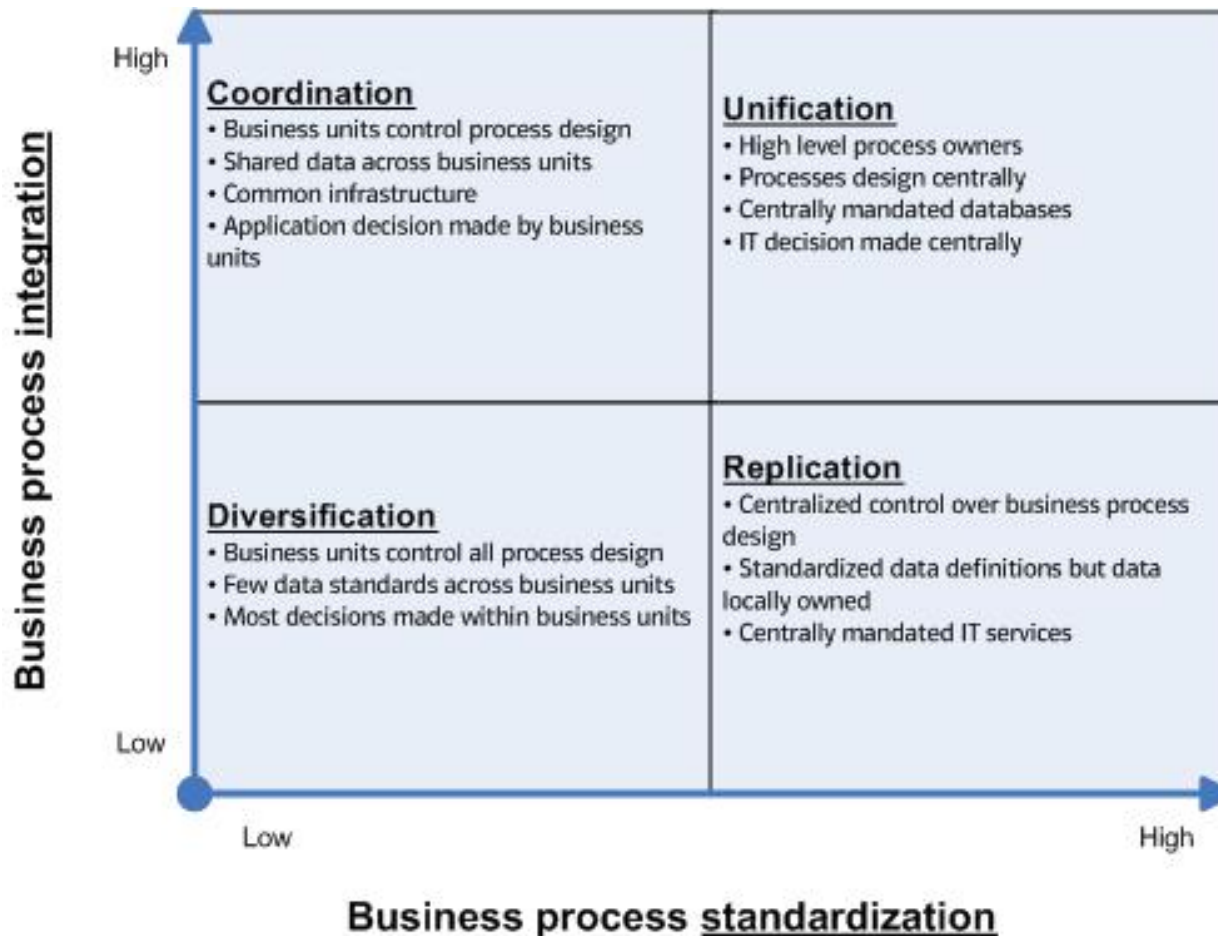 High
Coordination
• Business units control process design
• Shared data across business units
• Common infrastructure
• Application decision made by business
units
Unification
• High level process owners
• Processes design centrally
• Centrally mandated databases
• IT decision made centrally
Business process integration
Diversification
• Business units control all process design
• Few data standards across business units
• Most decisions made within business units
Replication
• Centralized control over business process
design
• Standardized data definitions but data
locally owned
• Centrally mandated IT services
Low
Low
High
Business process standardization